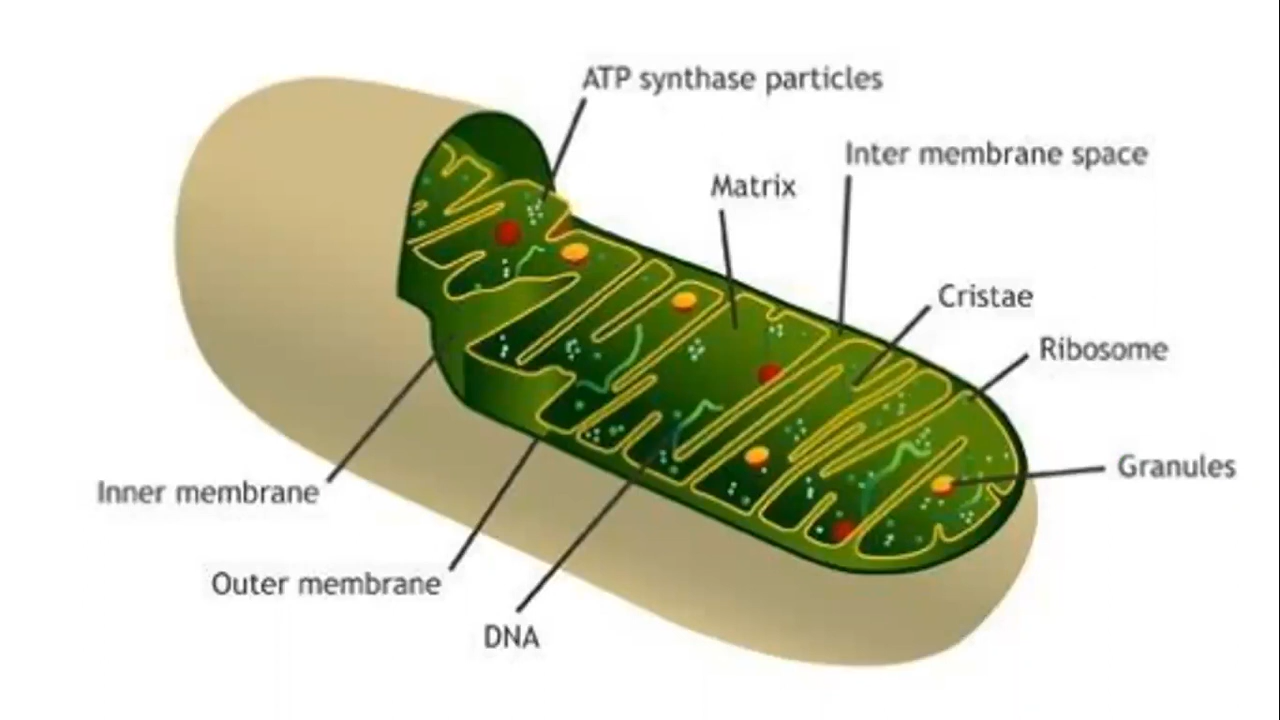 ATP synthase particles
Inter membrane space
Matrix
Cristae
Ribosome
Granules
Inner membrane
Outer membrane
DNA